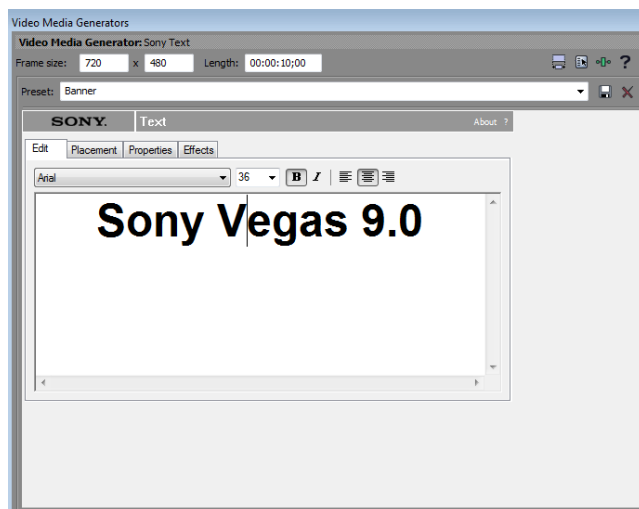 Video Media Generators
Video Media Generator: Sony Text
Frame size: 720 x 480 Length: 00:00:10;00 ?
Preset: Banner
SONY. Text About ?
Edit Placement Properties Effects
Arial 36 B I
Sony Vegas 9.0